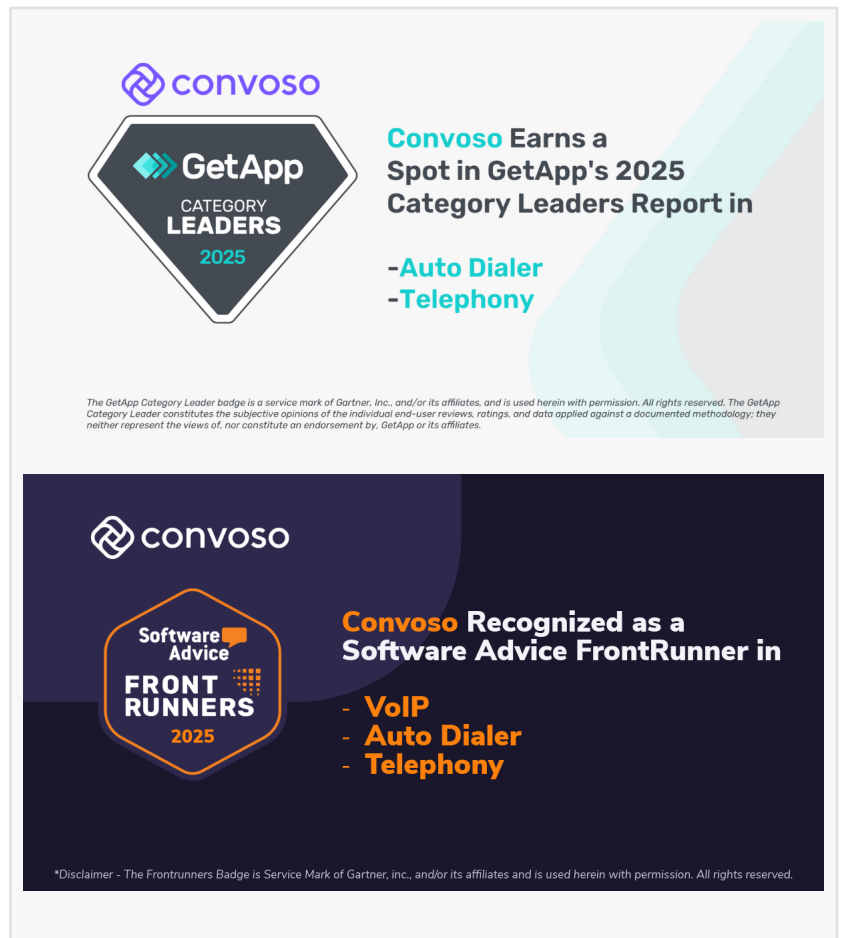 convoso
GetApp
CATEGORY
LEADERS
2025
Convoso Earns a
Spot in GetApp's 2025
Category Leaders Report in
-Auto Dialer
-Telephony
The GetApp Category Leader badge is a service mark of Gartner, Inc., and/or its affiliates, and is used herein with permission. All rights reserved. The GetApp
Category Leader constitutes the subjective opinions of the individual end-user reviews, ratings, and data applied against a documented methodology; they
neither represent the views of, nor constitute an endorsement by, GetApp or its affiliates.
convoso
Software
Advice
FRONT
RUNNERS
2025
Convoso Recognized as a
Software Advice FrontRunner in
- VoIP
- Auto Dialer
- Telephony
*Disclaimer - The Frontrunners Badge is Service Mark of Gartner, inc., and/or its affiliates and is used herein with permission. All rights reserved.